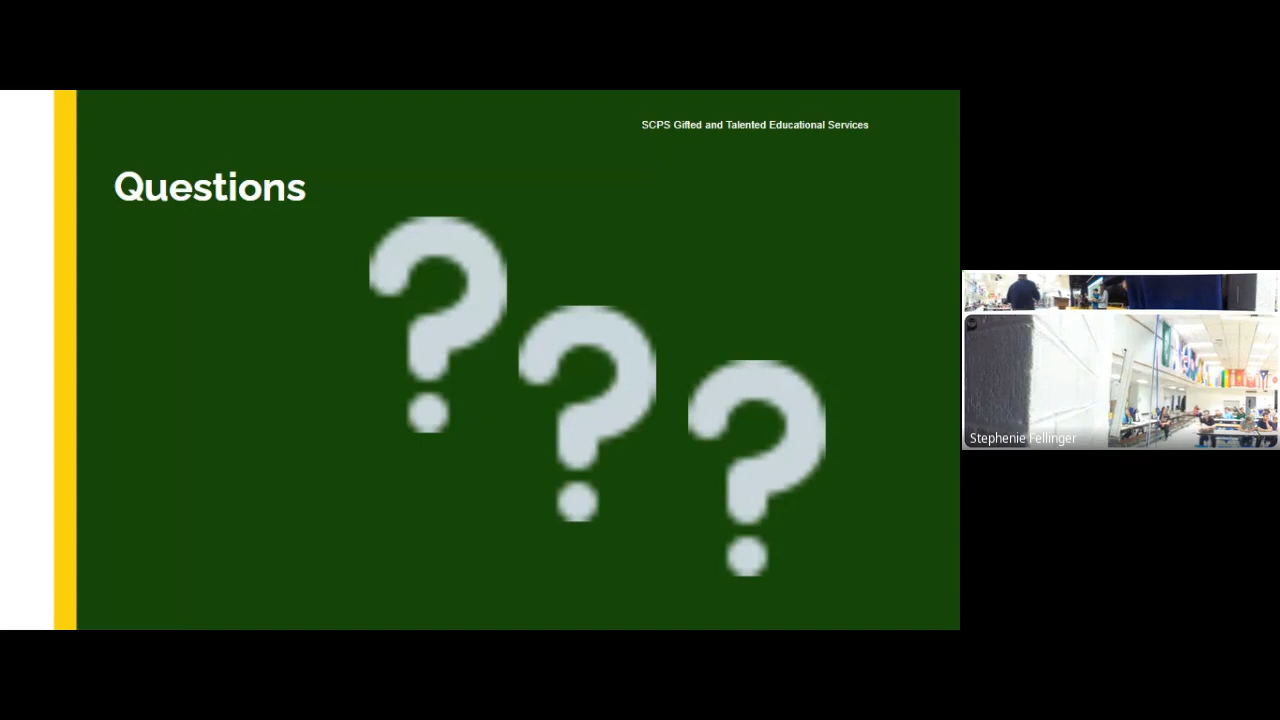 SCPS Gifted and Talented Educational Services
Questions
???
Stephenie Fellinger